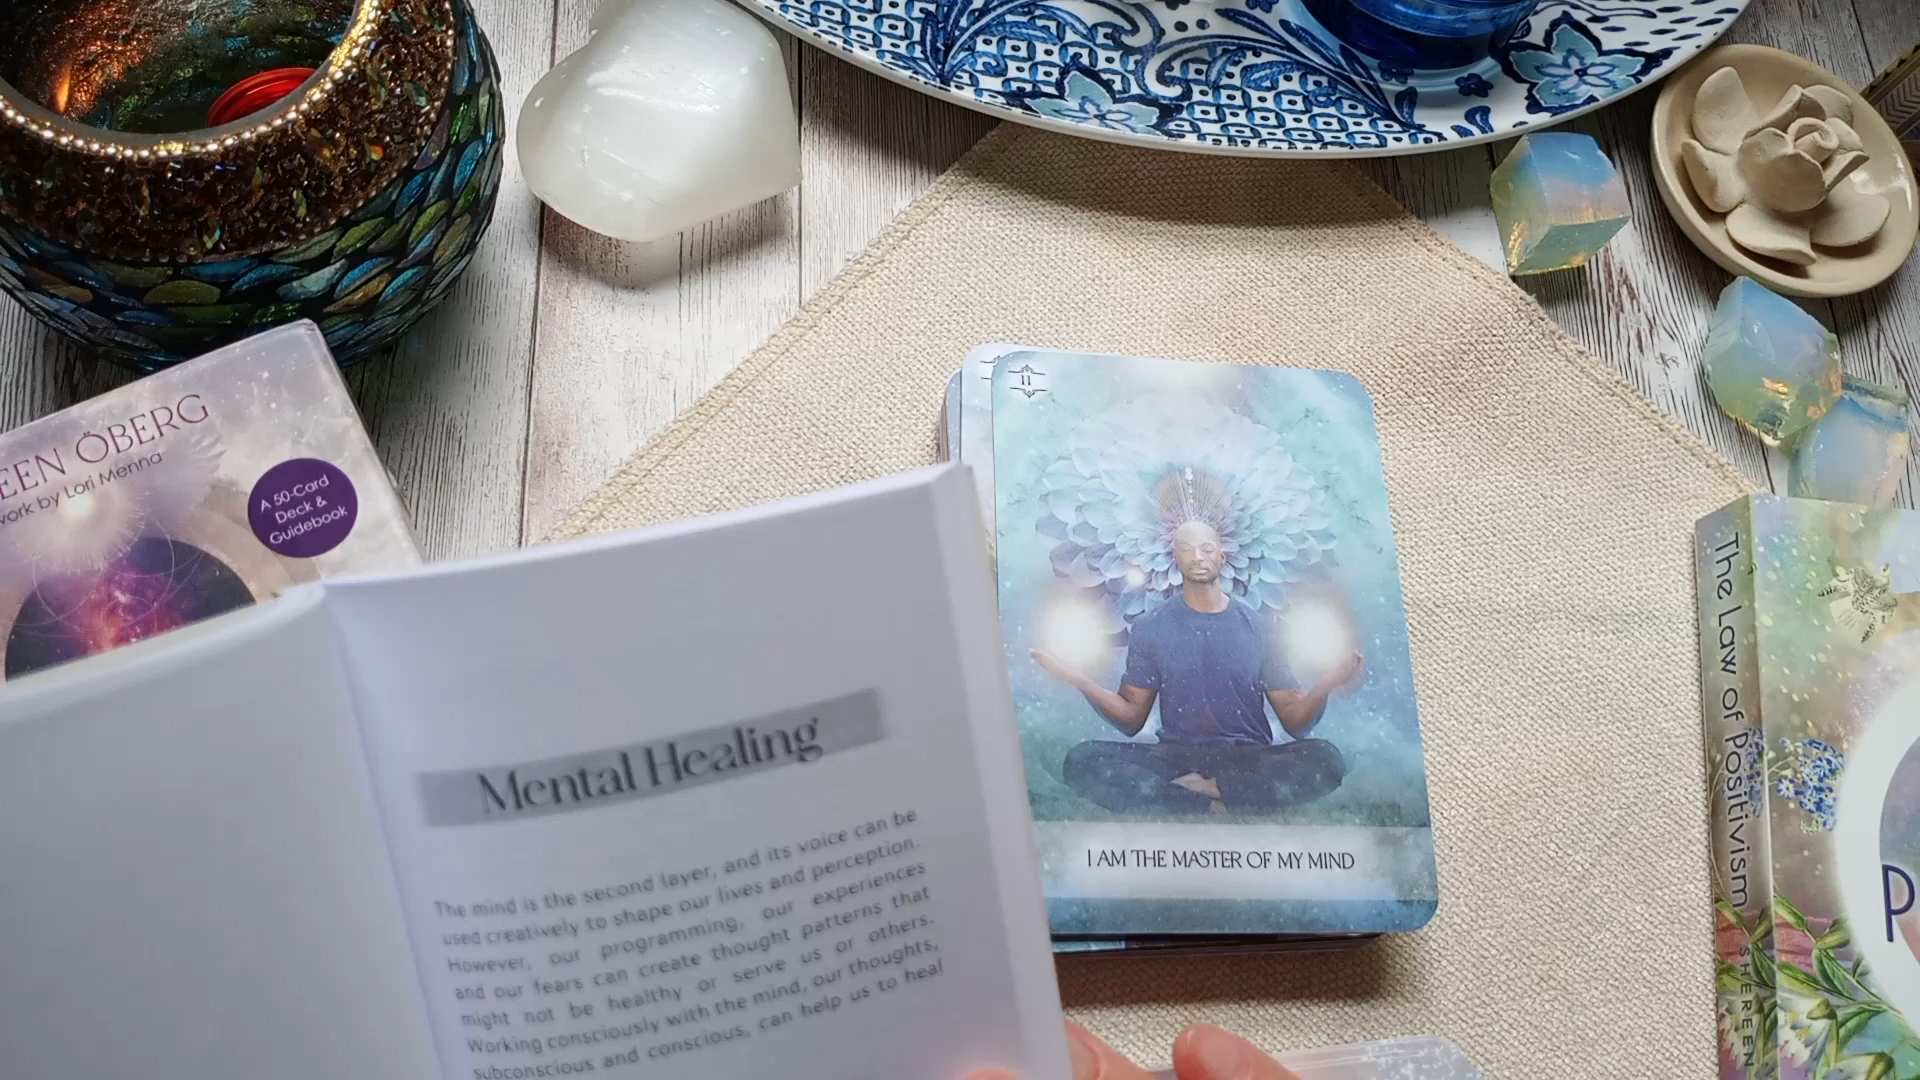 EEN ÖBERG
work by Lori Menna
A 50-Card
Deck &
Guidebook
Mental Healing
The mind is the second layer, and its voice can be
used creatively to shape our lives and perception.
However, our programming, our experiences
and our fears can create thought patterns that
might not be healthy or serve us or others.
Working consciously with the mind, our thoughts,
subconscious and conscious, can help us to heal
11
I AM THE MASTER OF MY MIND
The Law of Positivism
SHEREEN
P